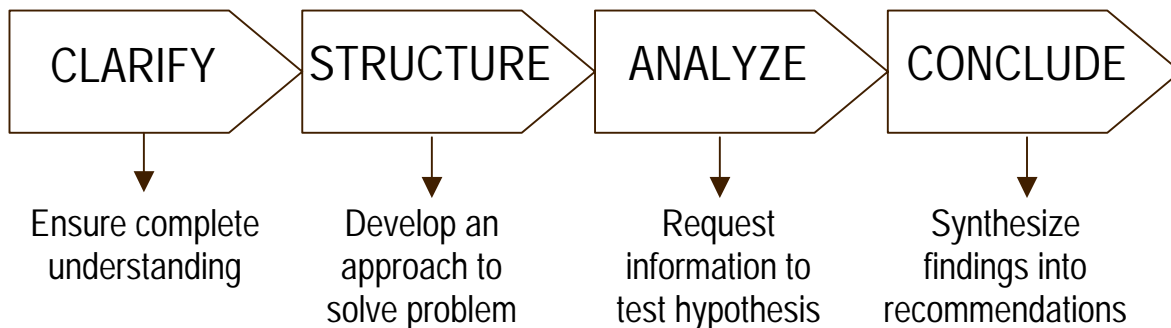 CLARIFY
STRUCTURE
ANALYZE
CONCLUDE
Ensure complete
understanding
Develop an
approach to
solve problem
Request
information to
test hypothesis
Synthesize
findings into
recommendations